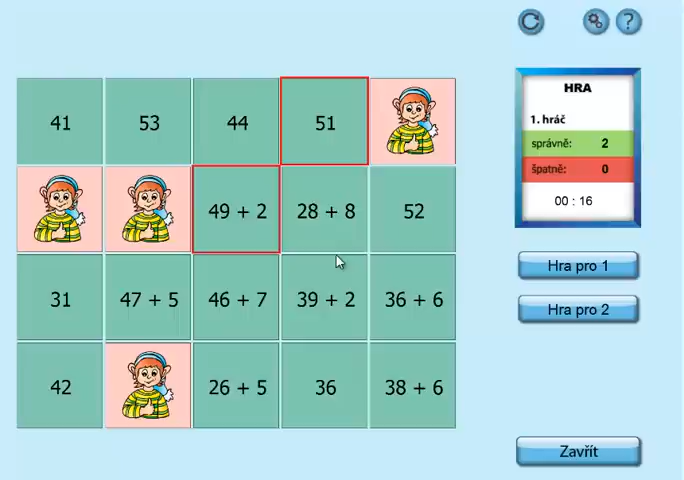 ?
41 53 44 51
49 + 2 28 + 8 52
31 47 + 5 46 + 7 39 + 2 36 + 6
42 26 + 5 36 38 + 6
HRA
1. hráč
správně: 2
špatně: 0
00 : 16
Hra pro 1
Hra pro 2
Zavřít